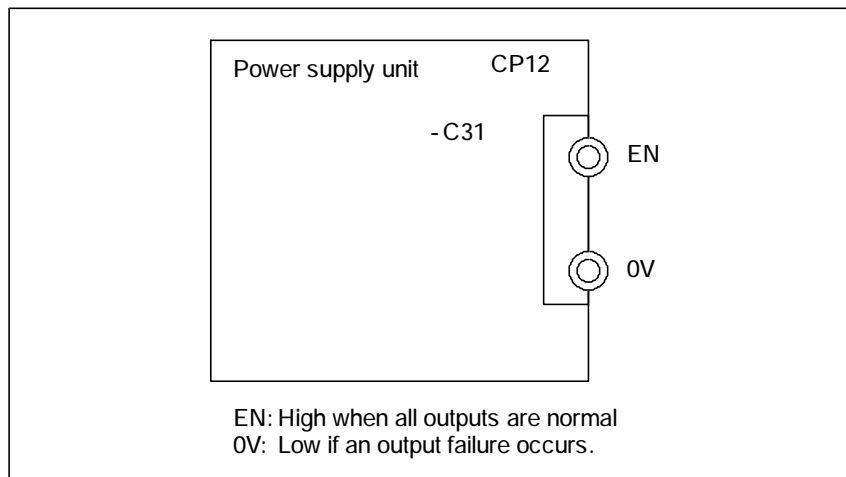 Power supply unit CP12
- C31
EN
0V
EN: High when all outputs are normal
0V: Low if an output failure occurs.